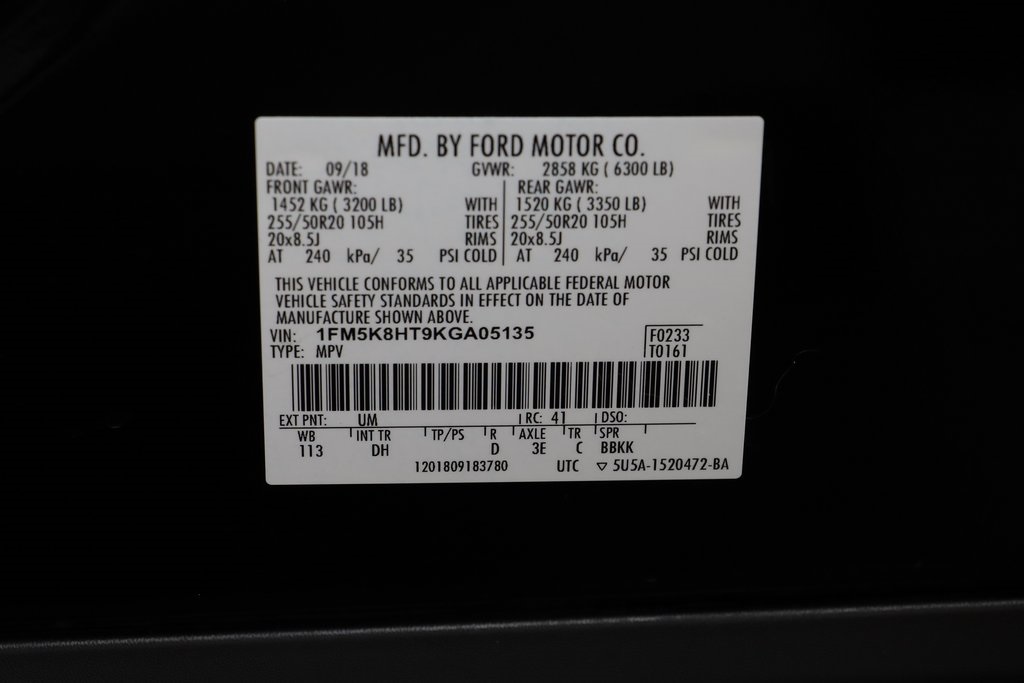 MFD. BY FORD MOTOR CO.
DATE: 09/18 GVWR: 2858 KG ( 6300 LB)
FRONT GAWR: REAR GAWR:
1452 KG ( 3200 LB) WITH 1520 KG ( 3350 LB) WITH
255/50R20 105H TIRES 255/50R20 105H TIRES
20x8.5J RIMS 20x8.5J RIMS
AT 240 kPa/ 35 PSI COLD AT 240 kPa/ 35 PSI COLD
THIS VEHICLE CONFORMS TO ALL APPLICABLE FEDERAL MOTOR
VEHICLE SAFETY STANDARDS IN EFFECT ON THE DATE OF
MANUFACTURE SHOWN ABOVE.
VIN: 1FM5K8HT9KGA05135 F0233
TYPE: MPV T0161
EXT PNT: UM RC: 41 DSO:
WB INT TR TP/PS R AXLE TR SPR
113 DH D 3E C BBKK
1201809183780 UTC ▽ 5U5A-1520472-BA